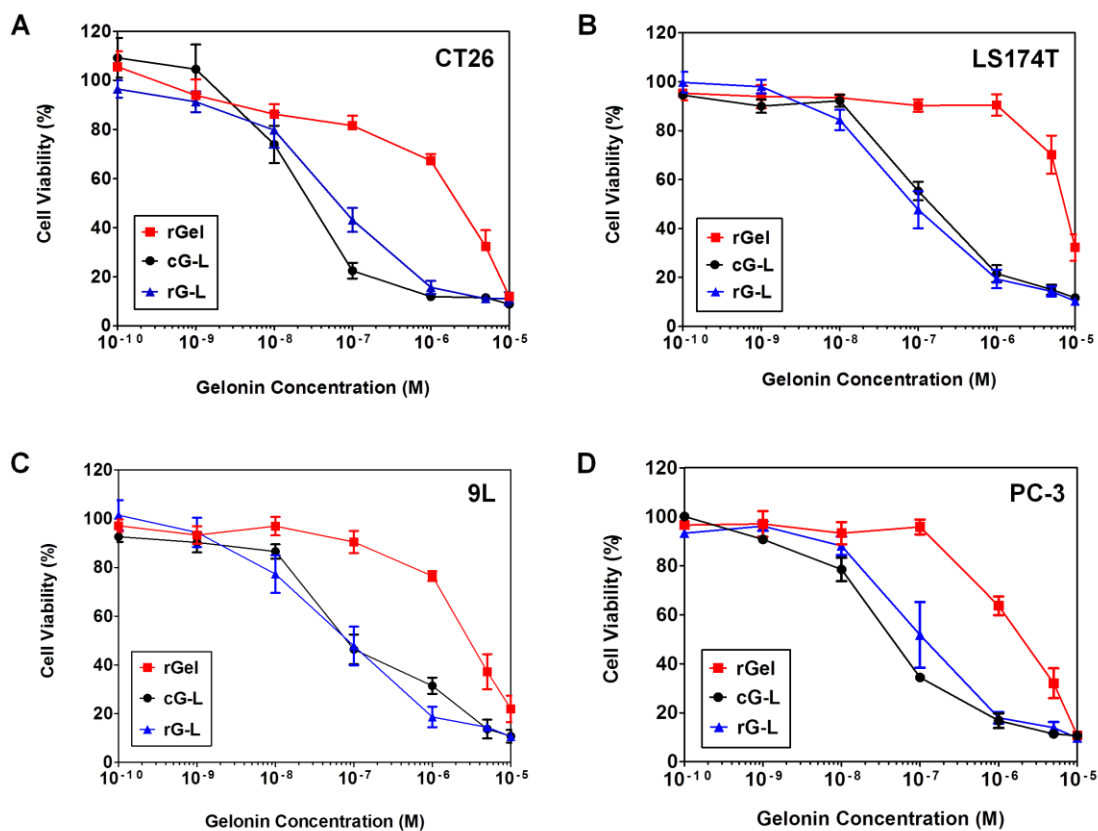 A
CT26
Cell Viability (%)
120
100
80
60
40
20
0
rGel
cG-L
rG-L
10⁻¹⁰ 10⁻⁹ 10⁻⁸ 10⁻⁷ 10⁻⁶ 10⁻⁵
Gelonin Concentration (M)
B
LS174T
Cell Viability (%)
120
100
80
60
40
20
0
rGel
cG-L
rG-L
10⁻¹⁰ 10⁻⁹ 10⁻⁸ 10⁻⁷ 10⁻⁶ 10⁻⁵
Gelonin Concentration (M)
C
9L
Cell Viability (%)
120
100
80
60
40
20
0
rGel
cG-L
rG-L
10⁻¹⁰ 10⁻⁹ 10⁻⁸ 10⁻⁷ 10⁻⁶ 10⁻⁵
Gelonin Concentration (M)
D
PC-3
Cell Viability (%)
120
100
80
60
40
20
0
rGel
cG-L
rG-L
10⁻¹⁰ 10⁻⁹ 10⁻⁸ 10⁻⁷ 10⁻⁶ 10⁻⁵
Gelonin Concentration (M)